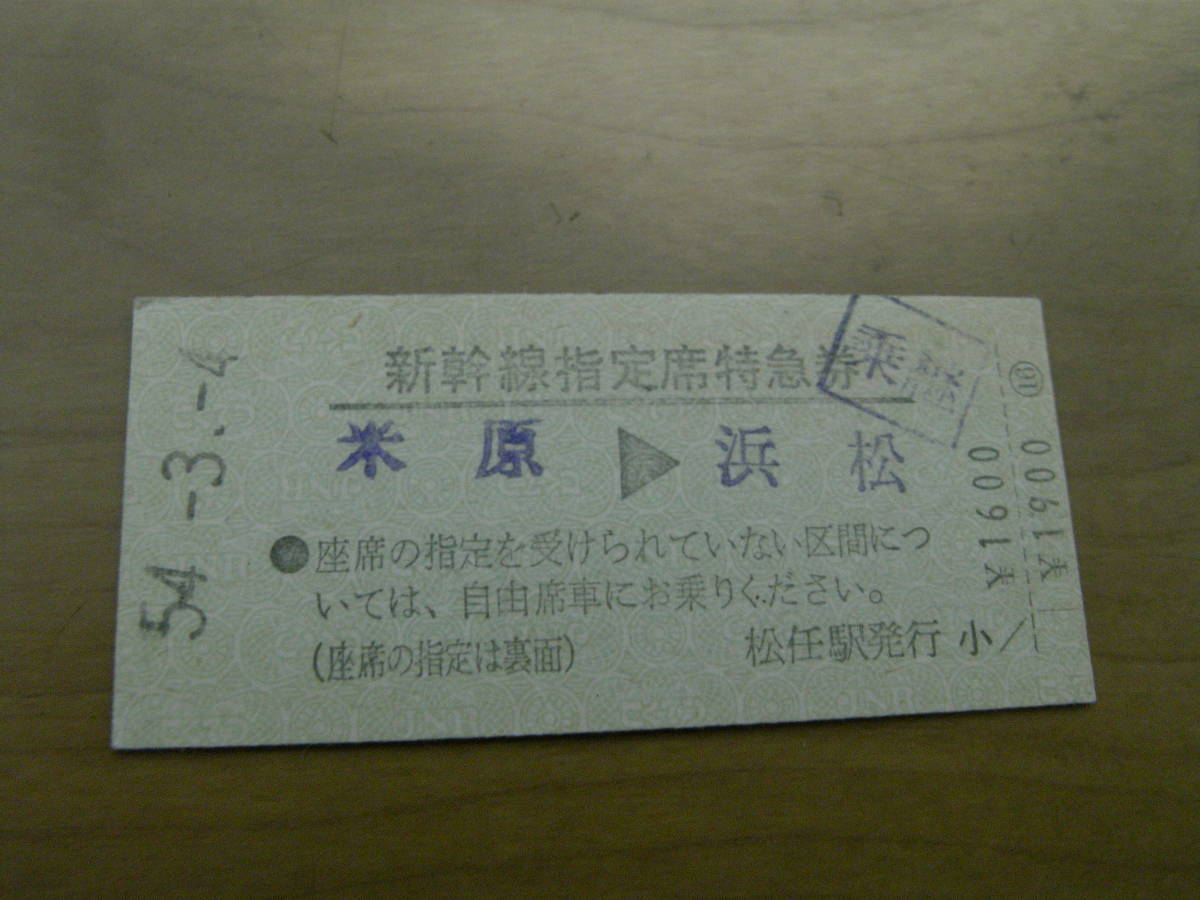 54.-3.-4
新幹線指定席特急券
乗継
米原▶浜松
●座席の指定を受けられていない区間につ
いては、自由席車にお乗りください。
(座席の指定は裏面)
松任駅発行 小
001600
001900